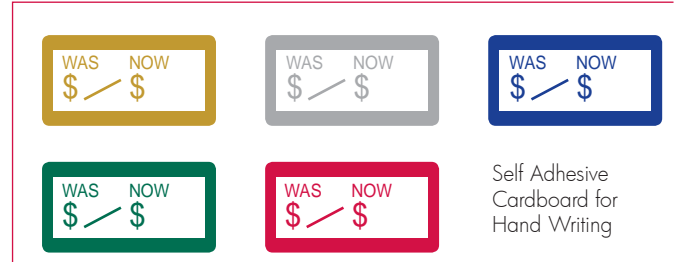 WAS NOW
$ $
WAS NOW
$ $
WAS NOW
$ $
WAS NOW
$ $
WAS NOW
$ $
Self Adhesive
Cardboard for
Hand Writing